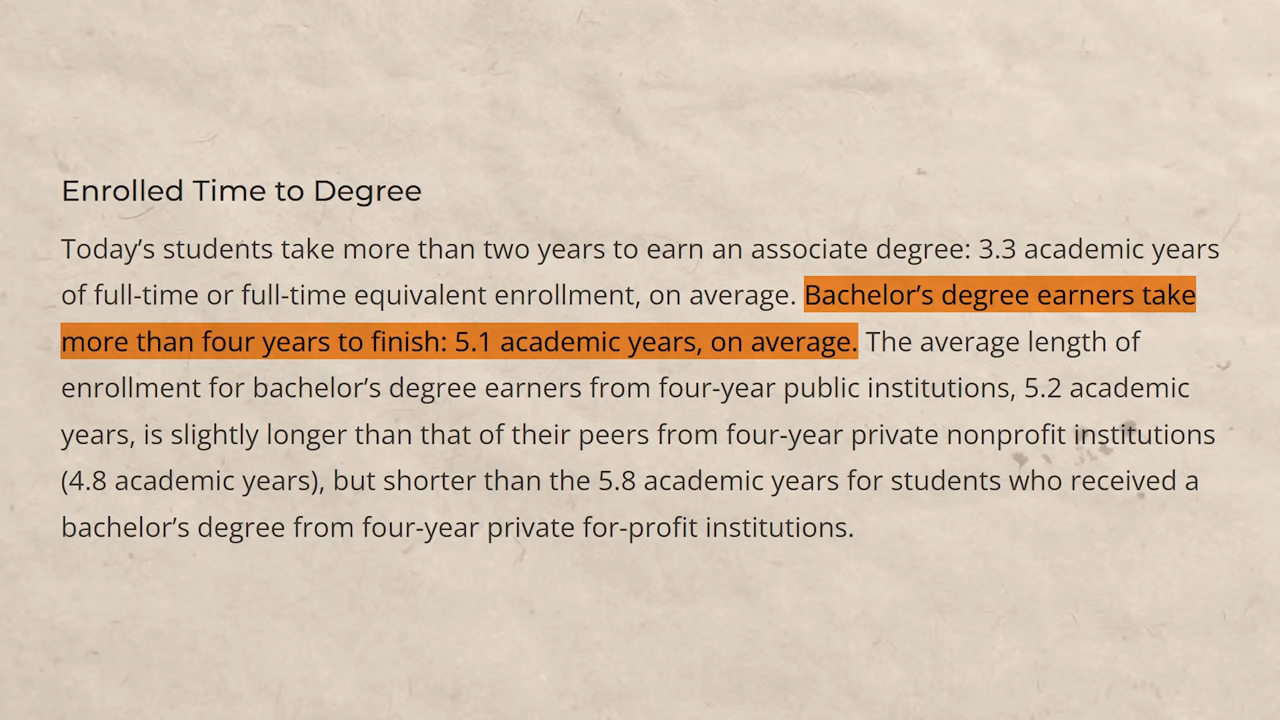 Enrolled Time to Degree
Today’s students take more than two years to earn an associate degree: 3.3 academic years
of full-time or full-time equivalent enrollment, on average. Bachelor’s degree earners take
more than four years to finish: 5.1 academic years, on average. The average length of
enrollment for bachelor’s degree earners from four-year public institutions, 5.2 academic
years, is slightly longer than that of their peers from four-year private nonprofit institutions
(4.8 academic years), but shorter than the 5.8 academic years for students who received a
bachelor’s degree from four-year private for-profit institutions.